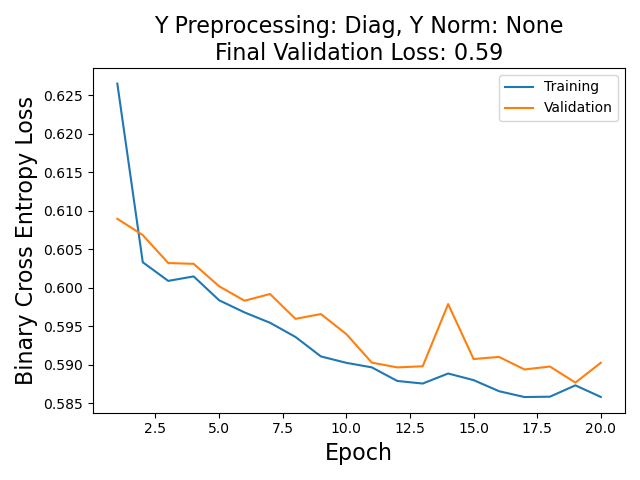 Y Preprocessing: Diag, Y Norm: None
Final Validation Loss: 0.59
Training
Validation
Binary Cross Entropy Loss
0.625
0.620
0.615
0.610
0.605
0.600
0.595
0.590
0.585
2.5 5.0 7.5 10.0 12.5 15.0 17.5 20.0
Epoch